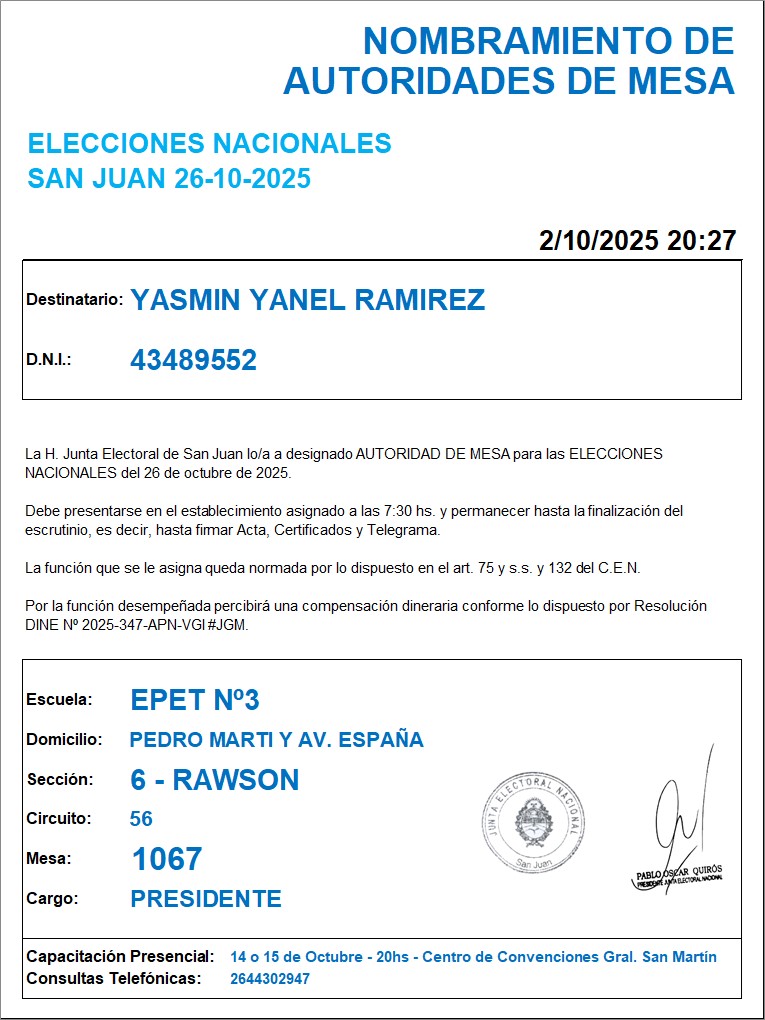 NOMBRAMIENTO DE
AUTORIDADES DE MESA
ELECCIONES NACIONALES
SAN JUAN 26-10-2025
2/10/2025 20:27
Destinatario: YASMIN YANEL RAMIREZ
D.N.I.: 43489552
La H. Junta Electoral de San Juan lo/a a designado AUTORIDAD DE MESA para las ELECCIONES
NACIONALES del 26 de octubre de 2025.
Debe presentarse en el establecimiento asignado a las 7:30 hs. y permanecer hasta la finalización del
escrutinio, es decir, hasta firmar Acta, Certificados y Telegrama.
La función que se le asigna queda normada por lo dispuesto en el art. 75 y s.s. y 132 del C.E.N.
Por la función desempeñada percibirá una compensación dineraria conforme lo dispuesto por Resolución
DINE Nº 2025-347-APN-VGI#JGM.
Escuela: EPET Nº3
Domicilio: PEDRO MARTI Y AV. ESPAÑA
Sección: 6 - RAWSON
Circuito: 56
Mesa: 1067
Cargo: PRESIDENTE
JUNTA ELECTORAL NACIONAL
San Juan
PABLO OSCAR QUIRÓS
PRESIDENTE JUNTA ELECTORAL NACIONAL
Capacitación Presencial: 14 o 15 de Octubre - 20hs - Centro de Convenciones Gral. San Martín
Consultas Telefónicas: 2644302947